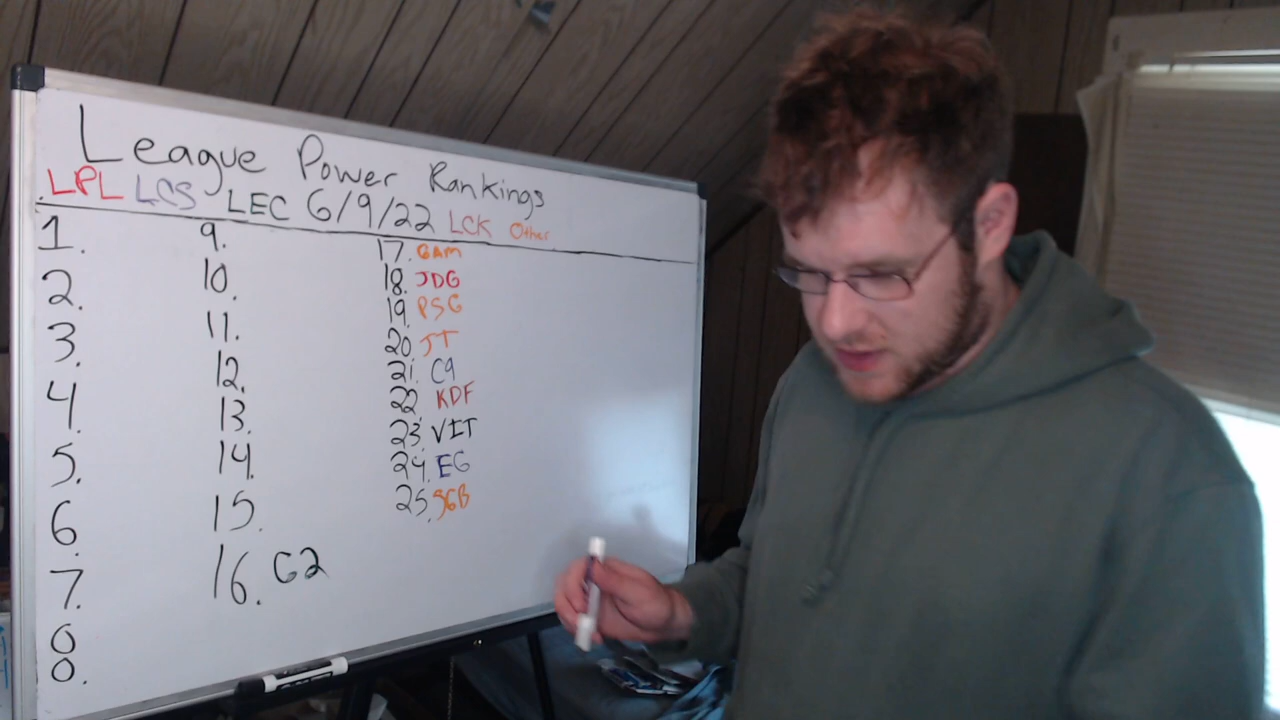 League Power Rankings
LPL LCS LEC 6/9/22 LCK Other
1.
2.
3.
4.
5.
6.
7.
8.
9.
10.
11.
12.
13.
14.
15.
16. G2
17. GAM
18. JDG
19. PSG
20. JT
21. C9
22. KDF
23. VIT
24. EG
25. SGB